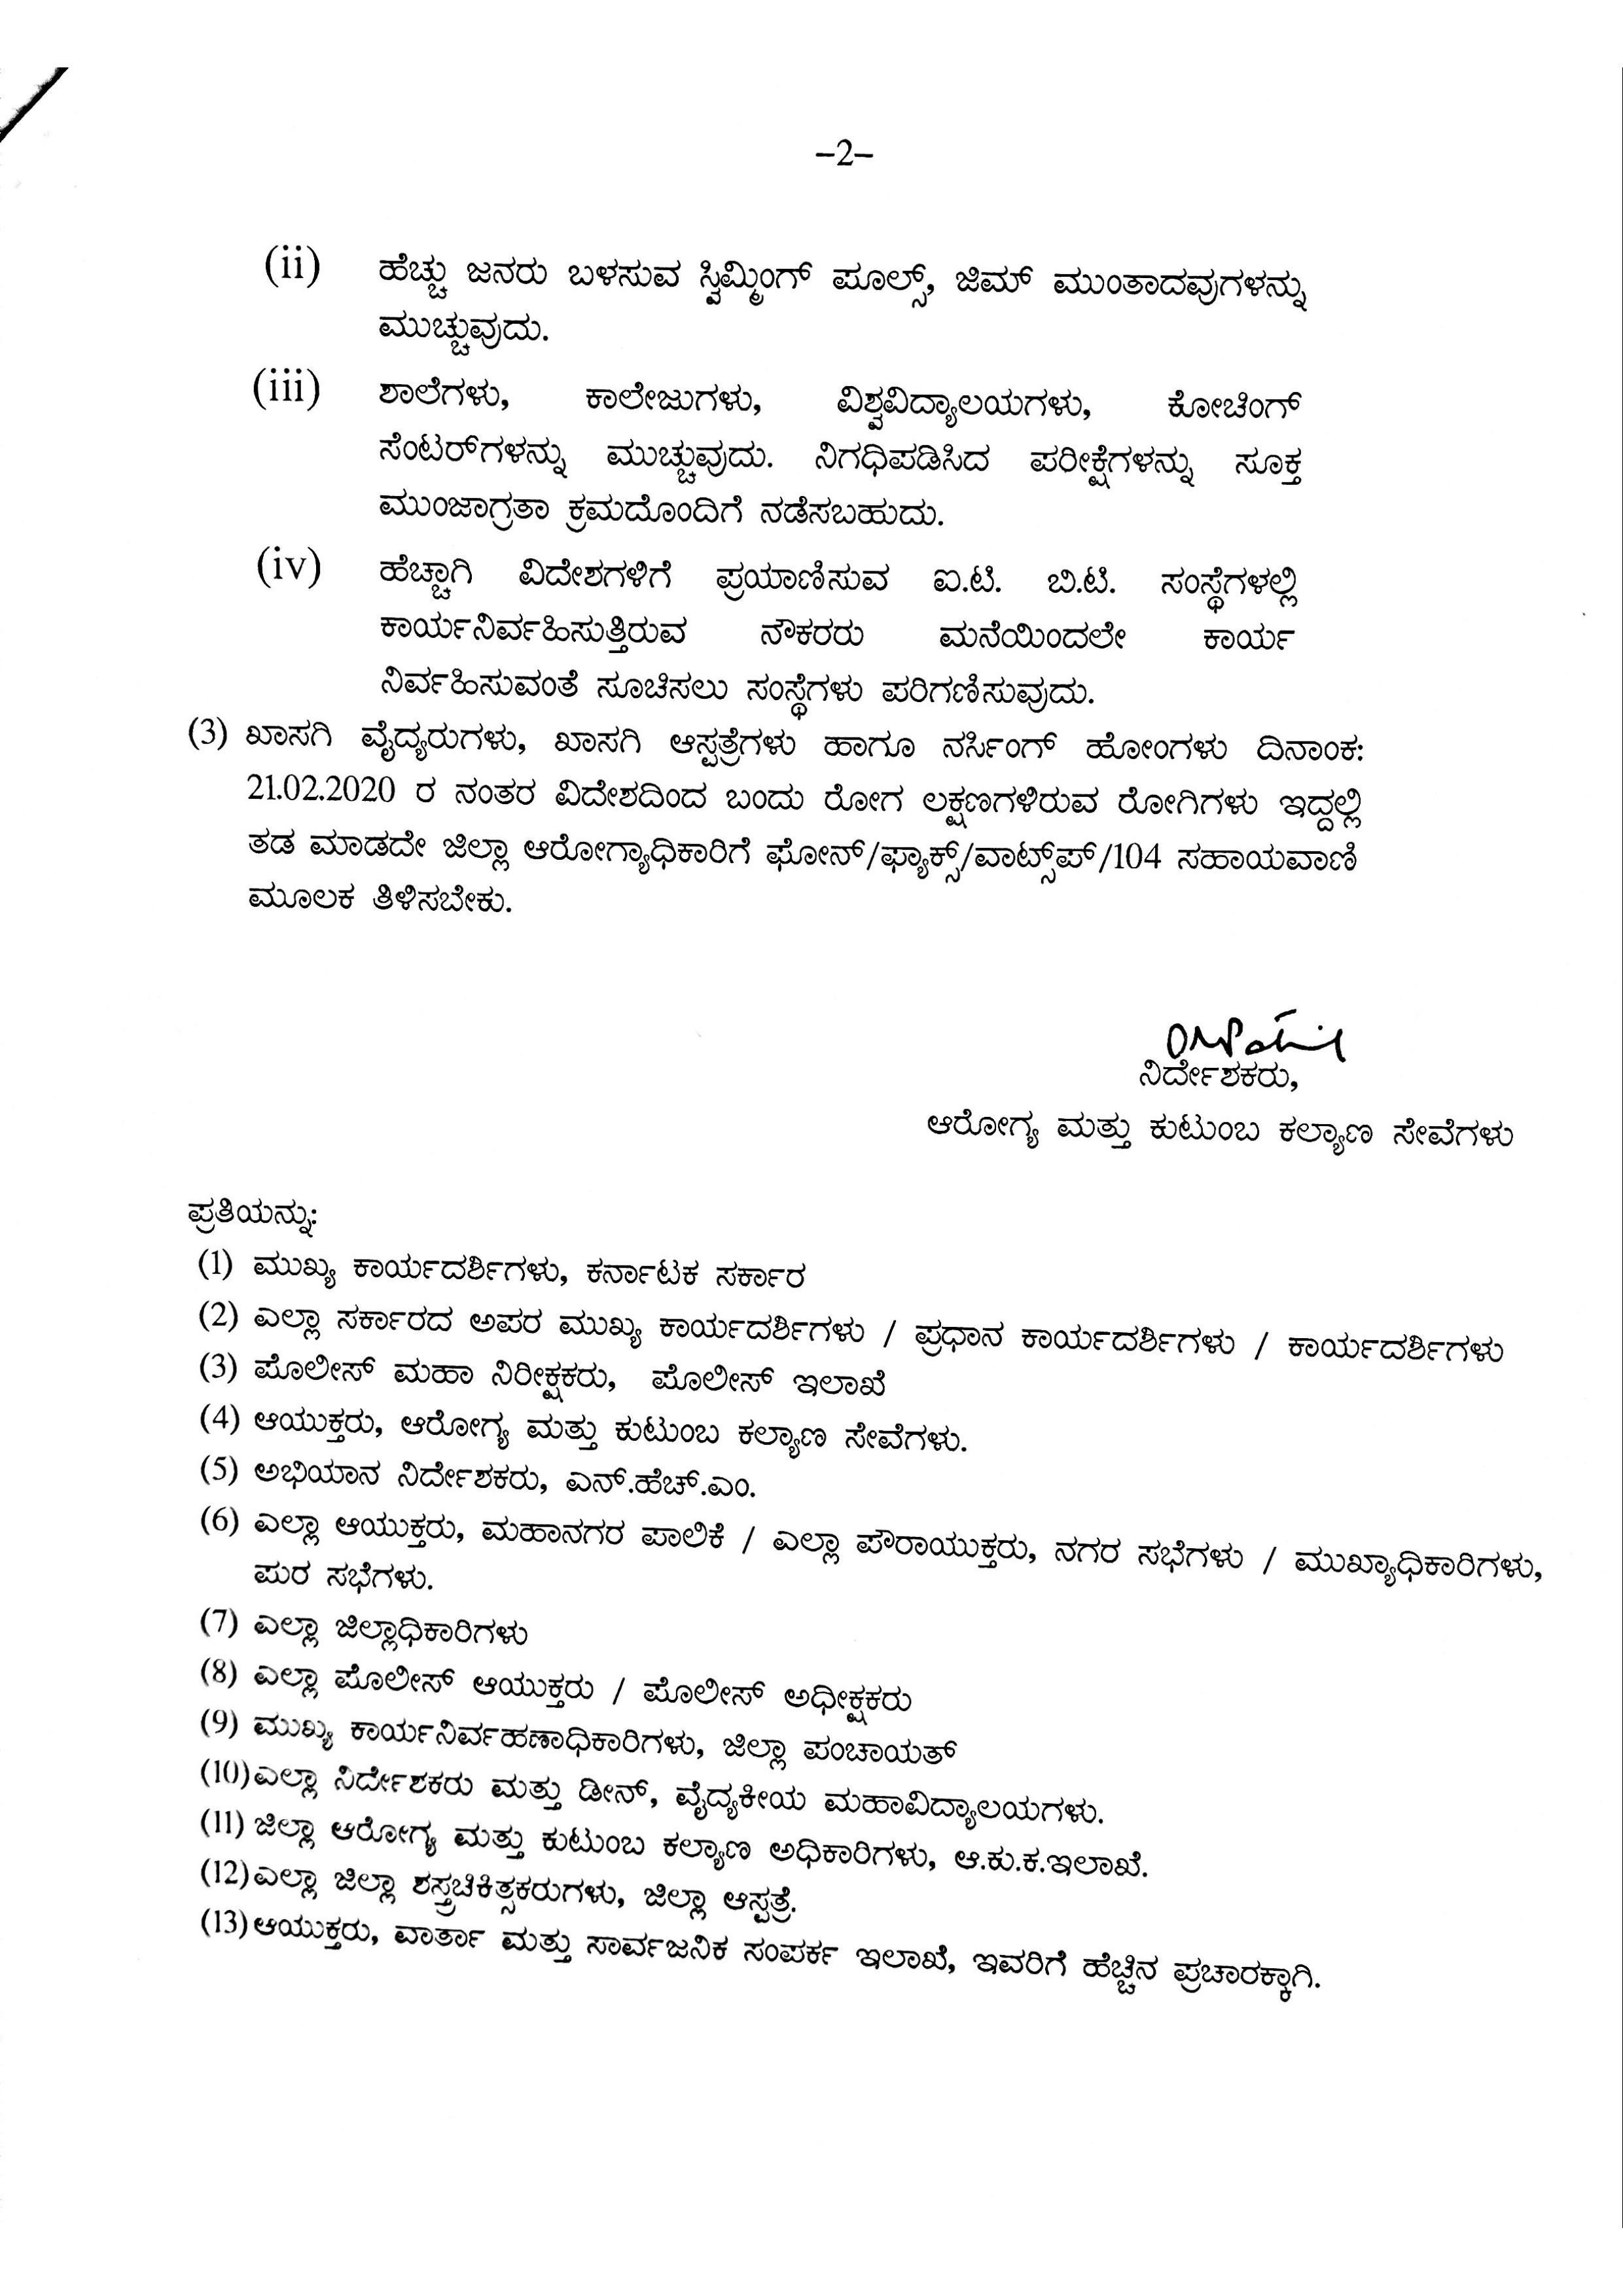 –2–
(ii) ಹೆಚ್ಚು ಜನರು ಬಳಸುವ ಸ್ವಿಮ್ಮಿಂಗ್ ಪೂಲ್ಸ್, ಜಿಮ್ ಮುಂತಾದವುಗಳನ್ನು
ಮುಚ್ಚುವುದು.
(iii) ಶಾಲೆಗಳು, ಕಾಲೇಜುಗಳು, ವಿಶ್ವವಿದ್ಯಾಲಯಗಳು, ಕೋಚಿಂಗ್
ಸೆಂಟರ್‌ಗಳನ್ನು ಮುಚ್ಚುವುದು. ನಿಗಧಿಪಡಿಸಿದ ಪರೀಕ್ಷೆಗಳನ್ನು ಸೂಕ್ತ
ಮುಂಜಾಗ್ರತಾ ಕ್ರಮದೊಂದಿಗೆ ನಡೆಸಬಹುದು.
(iv) ಹೆಚ್ಚಾಗಿ ವಿದೇಶಗಳಿಗೆ ಪ್ರಯಾಣಿಸುವ ಐ.ಟಿ. ಬಿ.ಟಿ. ಸಂಸ್ಥೆಗಳಲ್ಲಿ
ಕಾರ್ಯನಿರ್ವಹಿಸುತ್ತಿರುವ ನೌಕರರು ಮನೆಯಿಂದಲೇ ಕಾರ್ಯ
ನಿರ್ವಹಿಸುವಂತೆ ಸೂಚಿಸಲು ಸಂಸ್ಥೆಗಳು ಪರಿಗಣಿಸುವುದು.
(3) ಖಾಸಗಿ ವೈದ್ಯರುಗಳು, ಖಾಸಗಿ ಆಸ್ಪತ್ರೆಗಳು ಹಾಗೂ ನರ್ಸಿಂಗ್ ಹೋಂಗಳು ದಿನಾಂಕ:
21.02.2020 ರ ನಂತರ ವಿದೇಶದಿಂದ ಬಂದು ರೋಗ ಲಕ್ಷಣಗಳಿರುವ ರೋಗಿಗಳು ಇದ್ದಲ್ಲಿ
ತಡ ಮಾಡದೇ ಜಿಲ್ಲಾ ಆರೋಗ್ಯಾಧಿಕಾರಿಗೆ ಫೋನ್/ಫ್ಯಾಕ್ಸ್/ವಾಟ್ಸ್‌ಪ್/104 ಸಹಾಯವಾಣಿ
ಮೂಲಕ ತಿಳಿಸಬೇಕು.
ನಿರ್ದೇಶಕರು,
ಆರೋಗ್ಯ ಮತ್ತು ಕುಟುಂಬ ಕಲ್ಯಾಣ ಸೇವೆಗಳು
ಪ್ರತಿಯನ್ನು:
(1) ಮುಖ್ಯ ಕಾರ್ಯದರ್ಶಿಗಳು, ಕರ್ನಾಟಕ ಸರ್ಕಾರ
(2) ಎಲ್ಲಾ ಸರ್ಕಾರದ ಅಪರ ಮುಖ್ಯ ಕಾರ್ಯದರ್ಶಿಗಳು / ಪ್ರಧಾನ ಕಾರ್ಯದರ್ಶಿಗಳು / ಕಾರ್ಯದರ್ಶಿಗಳು
(3) ಪೊಲೀಸ್ ಮಹಾ ನಿರೀಕ್ಷಕರು, ಪೊಲೀಸ್ ಇಲಾಖೆ
(4) ಆಯುಕ್ತರು, ಆರೋಗ್ಯ ಮತ್ತು ಕುಟುಂಬ ಕಲ್ಯಾಣ ಸೇವೆಗಳು.
(5) ಅಭಿಯಾನ ನಿರ್ದೇಶಕರು, ಎನ್.ಹೆಚ್.ಎಂ.
(6) ಎಲ್ಲಾ ಆಯುಕ್ತರು, ಮಹಾನಗರ ಪಾಲಿಕೆ / ಎಲ್ಲಾ ಪೌರಾಯುಕ್ತರು, ನಗರ ಸಭೆಗಳು / ಮುಖ್ಯಾಧಿಕಾರಿಗಳು,
ಪುರ ಸಭೆಗಳು.
(7) ಎಲ್ಲಾ ಜಿಲ್ಲಾಧಿಕಾರಿಗಳು
(8) ಎಲ್ಲಾ ಪೊಲೀಸ್ ಆಯುಕ್ತರು / ಪೊಲೀಸ್ ಅಧೀಕ್ಷಕರು
(9) ಮುಖ್ಯ ಕಾರ್ಯನಿರ್ವಹಣಾಧಿಕಾರಿಗಳು, ಜಿಲ್ಲಾ ಪಂಚಾಯತ್
(10) ಎಲ್ಲಾ ನಿರ್ದೇಶಕರು ಮತ್ತು ಡೀನ್, ವೈದ್ಯಕೀಯ ಮಹಾವಿದ್ಯಾಲಯಗಳು.
(11) ಜಿಲ್ಲಾ ಆರೋಗ್ಯ ಮತ್ತು ಕುಟುಂಬ ಕಲ್ಯಾಣ ಅಧಿಕಾರಿಗಳು, ಆ.ಕು.ಕ.ಇಲಾಖೆ.
(12) ಎಲ್ಲಾ ಜಿಲ್ಲಾ ಶಸ್ತ್ರಚಿಕಿತ್ಸಕರುಗಳು, ಜಿಲ್ಲಾ ಆಸ್ಪತ್ರೆ.
(13) ಆಯುಕ್ತರು, ವಾರ್ತಾ ಮತ್ತು ಸಾರ್ವಜನಿಕ ಸಂಪರ್ಕ ಇಲಾಖೆ, ಇವರಿಗೆ ಹೆಚ್ಚಿನ ಪ್ರಚಾರಕ್ಕಾಗಿ.